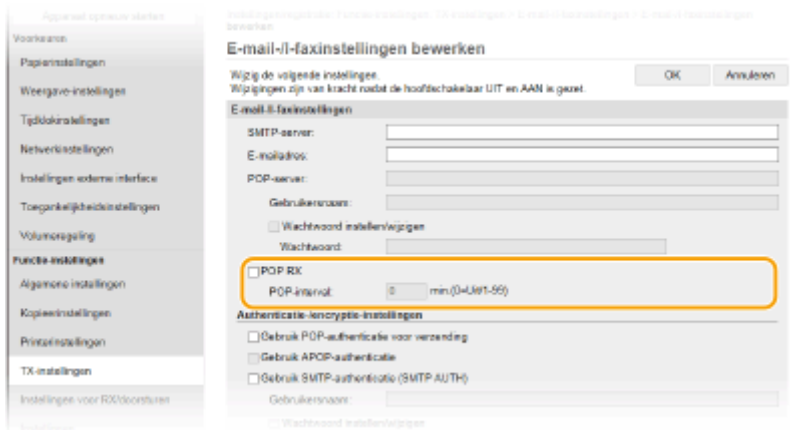 Apparaat opnieuw starten
Voorkeuren
Papierinstellingen
Weergave-instellingen
Tijdklokinstellingen
Netwerkinstellingen
Instellingen externe interface
Toegankelijkheidsinstellingen
Volumeregeling
Functie-instellingen
Algemene instellingen
Kopieerinstellingen
Printerinstellingen
TX-instellingen
Instellingen voor RX/doorsturen
bewerken
E-mail-/I-faxinstellingen bewerken
Wijzig de volgende instellingen.
Wijzigingen zijn van kracht nadat de hoofdschakelaar UIT en AAN is gezet.
OK
Annuleren
E-mail-/I-faxinstellingen
SMTP-server:
E-mailadres:
POP-server:
Gebruikersnaam:
Wachtwoord instellen/wijzigen
Wachtwoord:
POP RX
POP-interval: 0 min.(0=Uit/1-99)
Authenticatie-/encryptie-instellingen
Gebruik POP-authenticatie voor verzending
Gebruik APOP-authenticatie
Gebruik SMTP-authenticatie (SMTP AUTH)
Gebruikersnaam:
Wachtwoord instellen/wijzigen